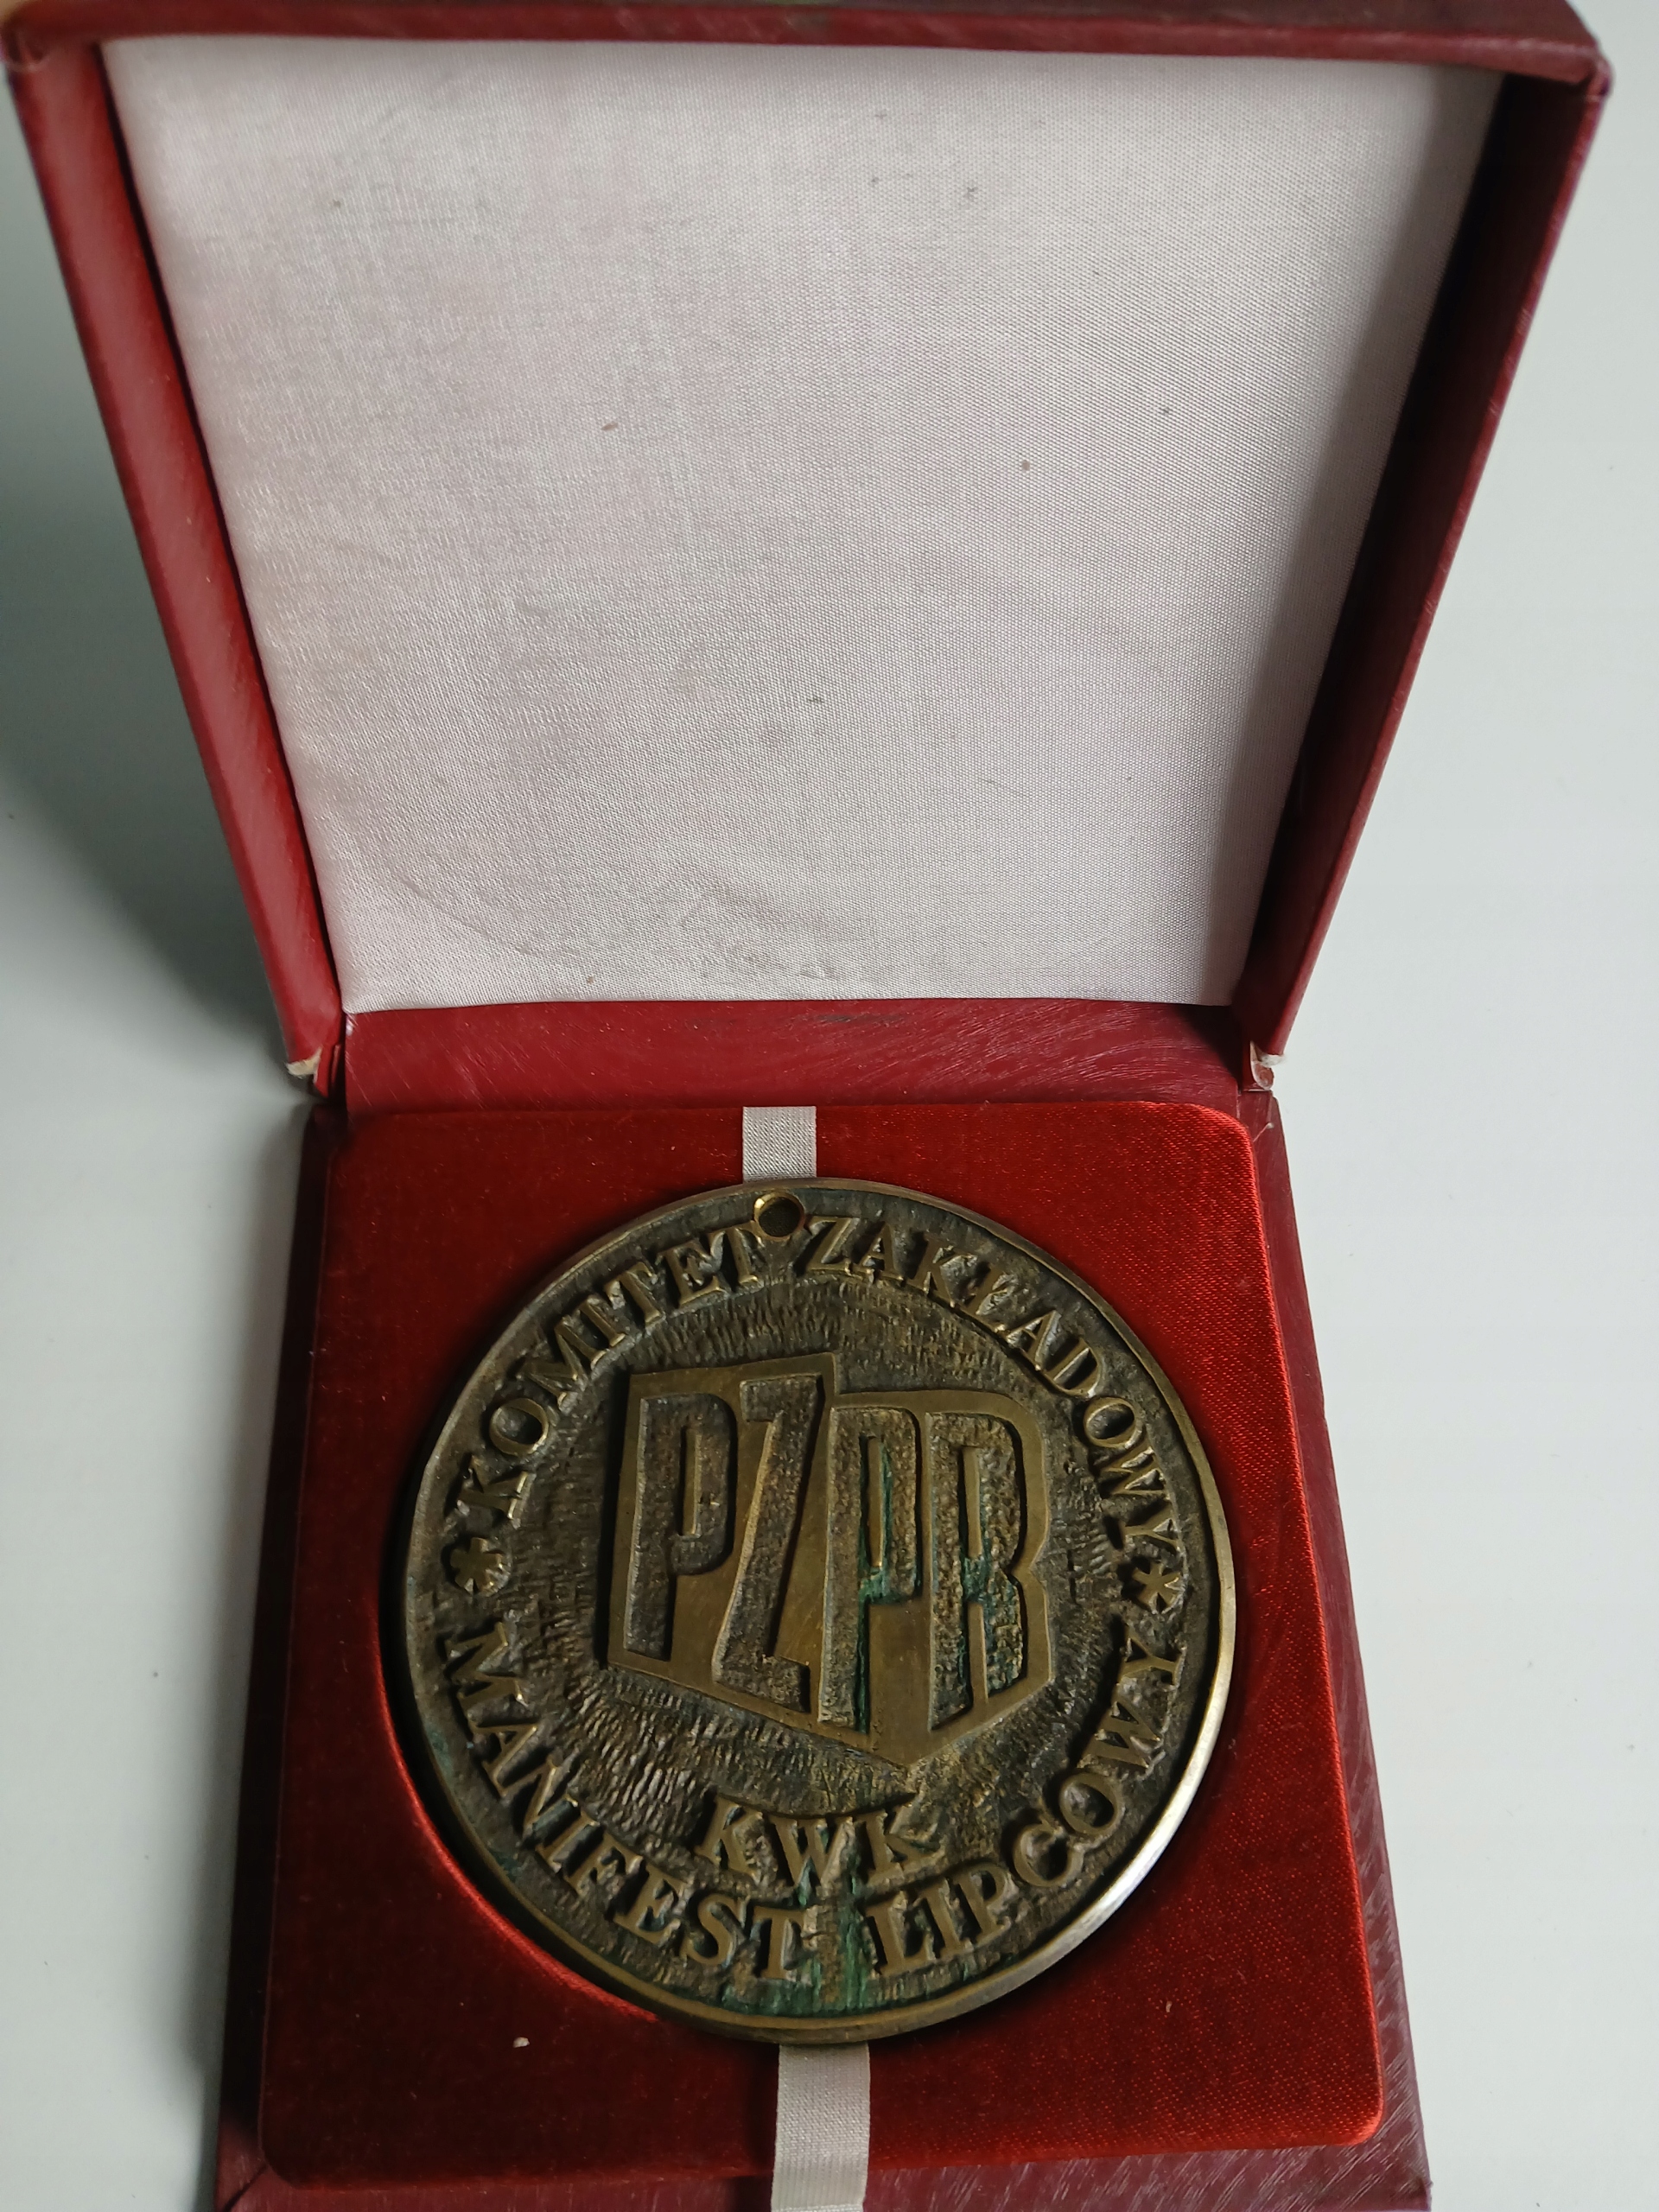 * KOMITET ZAKŁADOWY *
PZPR
KWK
MANIFEST LIPCOWY